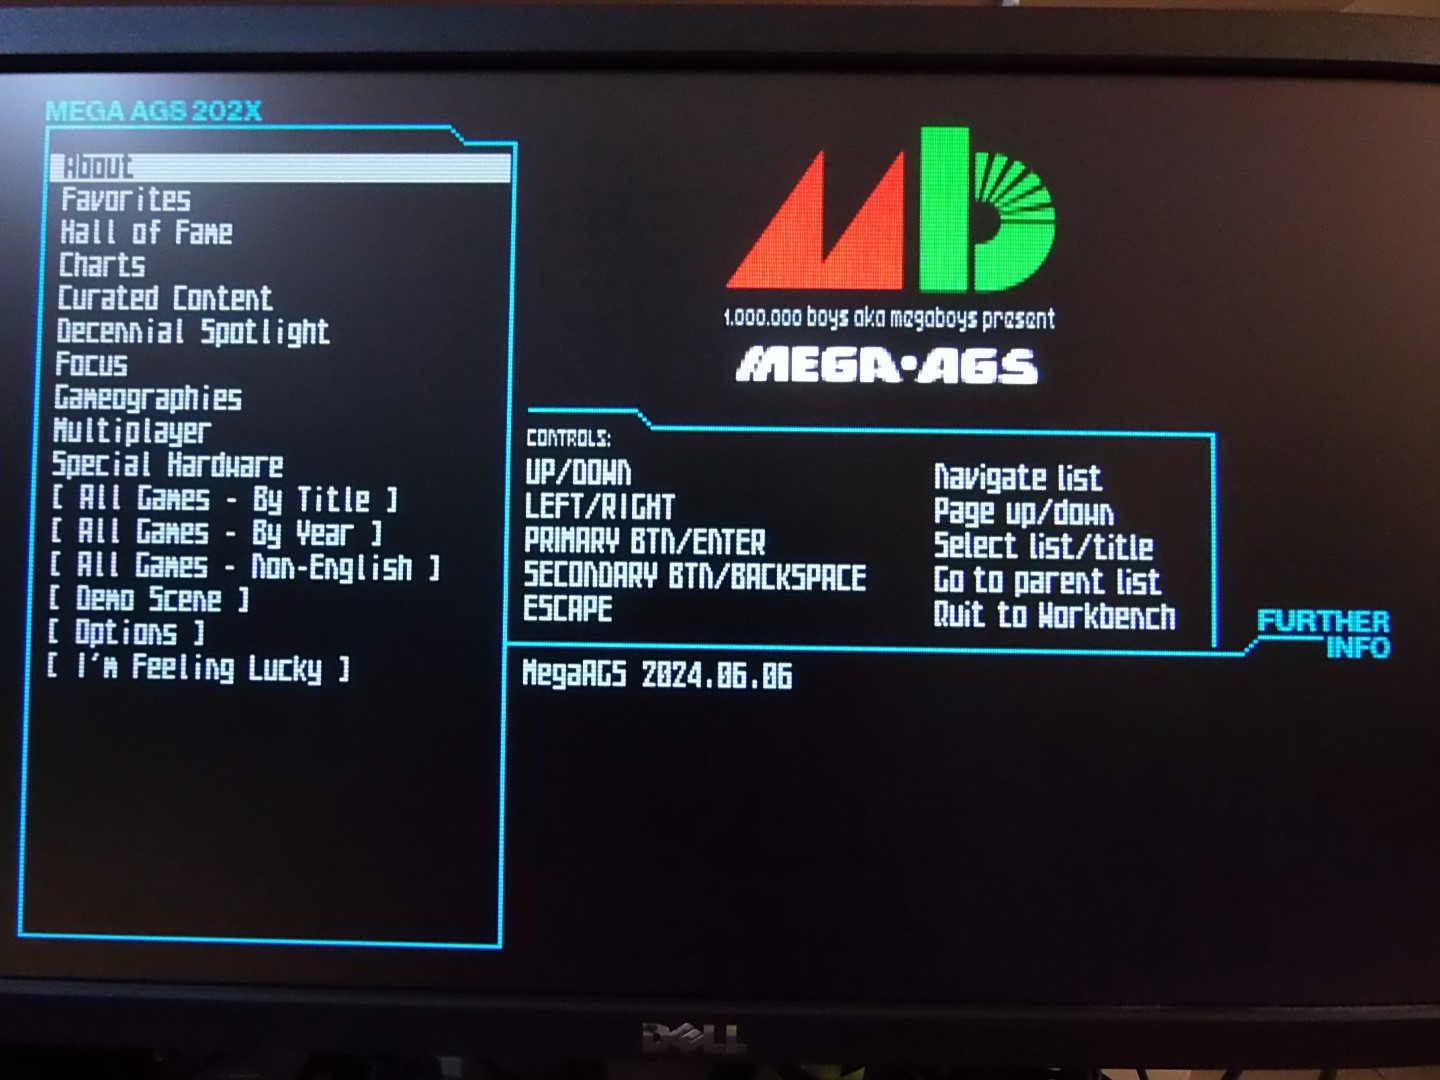 MEGA AGS 202X
About
Favorites
Hall of Fame
Charts
Curated Content
Decennial Spotlight
Focus
Gameographies
Multiplayer
Special Hardware
[ All Games - By Title ]
[ All Games - By Year ]
[ All Games - Non-English ]
[ Demo Scene ]
[ Options ]
[ I'm Feeling Lucky ]
1.000.000 boys aka megaboys present
MEGA•AGS
CONTROLS:
UP/DOWN Navigate list
LEFT/RIGHT Page up/down
PRIMARY BTN/ENTER Select list/title
SECONDARY BTN/BACKSPACE Go to parent list
ESCAPE Quit to Workbench
FURTHER
INFO
MegaAGS 2024.06.06
DELL